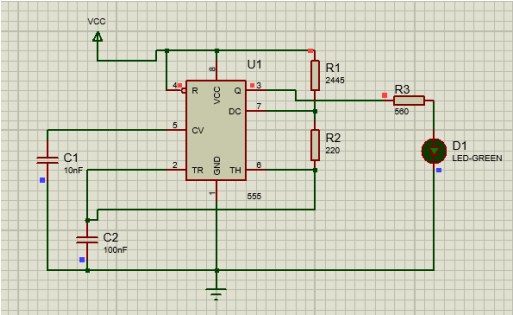 VCC
U1
R1
2445
4
R
8
VCC
Q
3
R3
560
DC
7
5
CV
R2
220
D1
LED-GREEN
C1
10nF
2
TR
GND
TH
6
1
555
C2
100nF